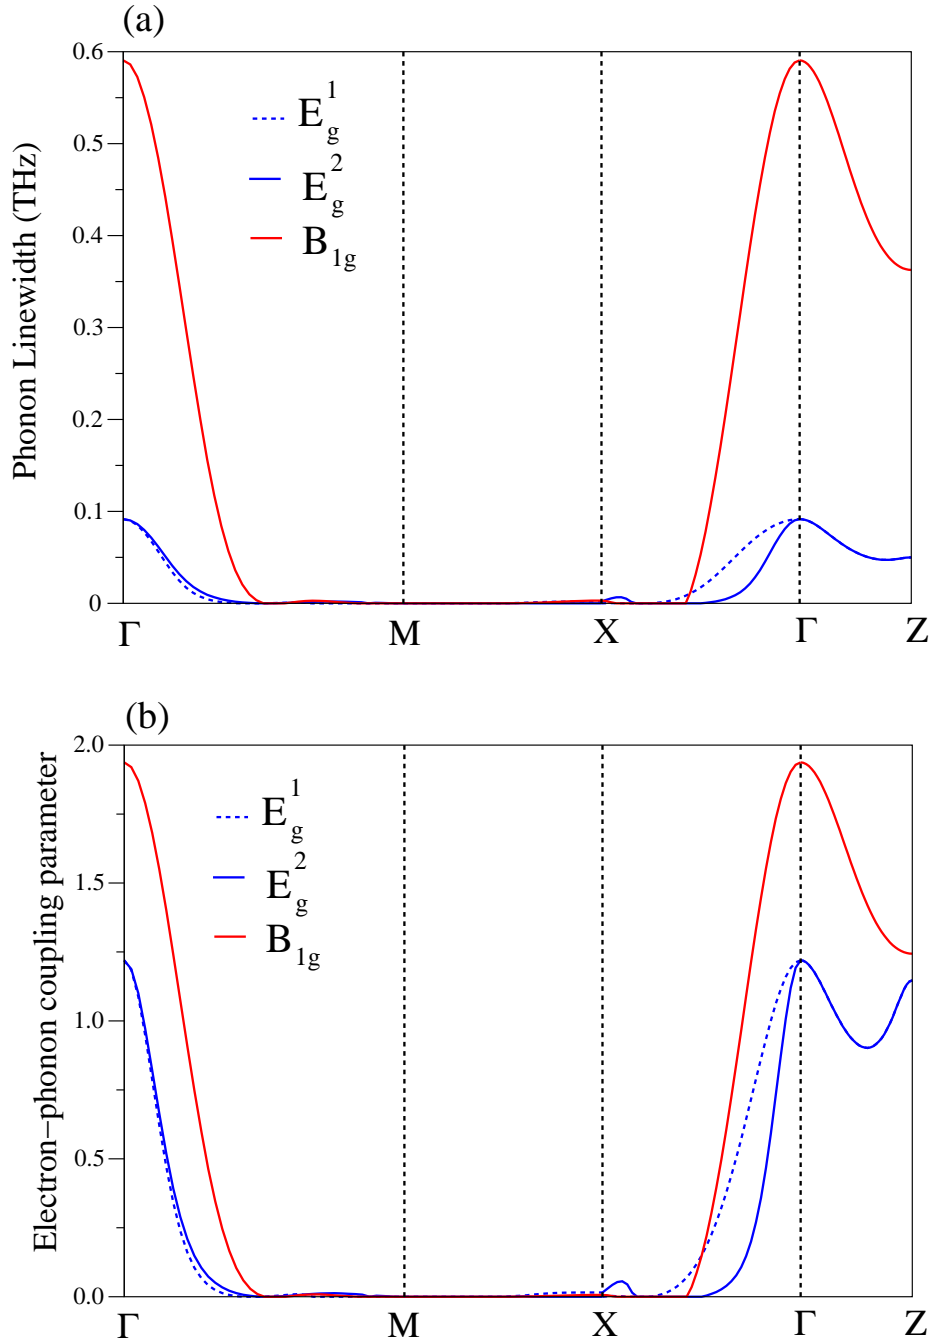 (a)
Phonon Linewidth (THz)
0.6
0.5
0.4
0.3
0.2
0.1
0
E_g^1
E_g^2
B_1g
Γ M X Γ Z
(b)
Electron−phonon coupling parameter
2.0
1.5
1.0
0.5
0.0
E_g^1
E_g^2
B_1g
Γ M X Γ Z